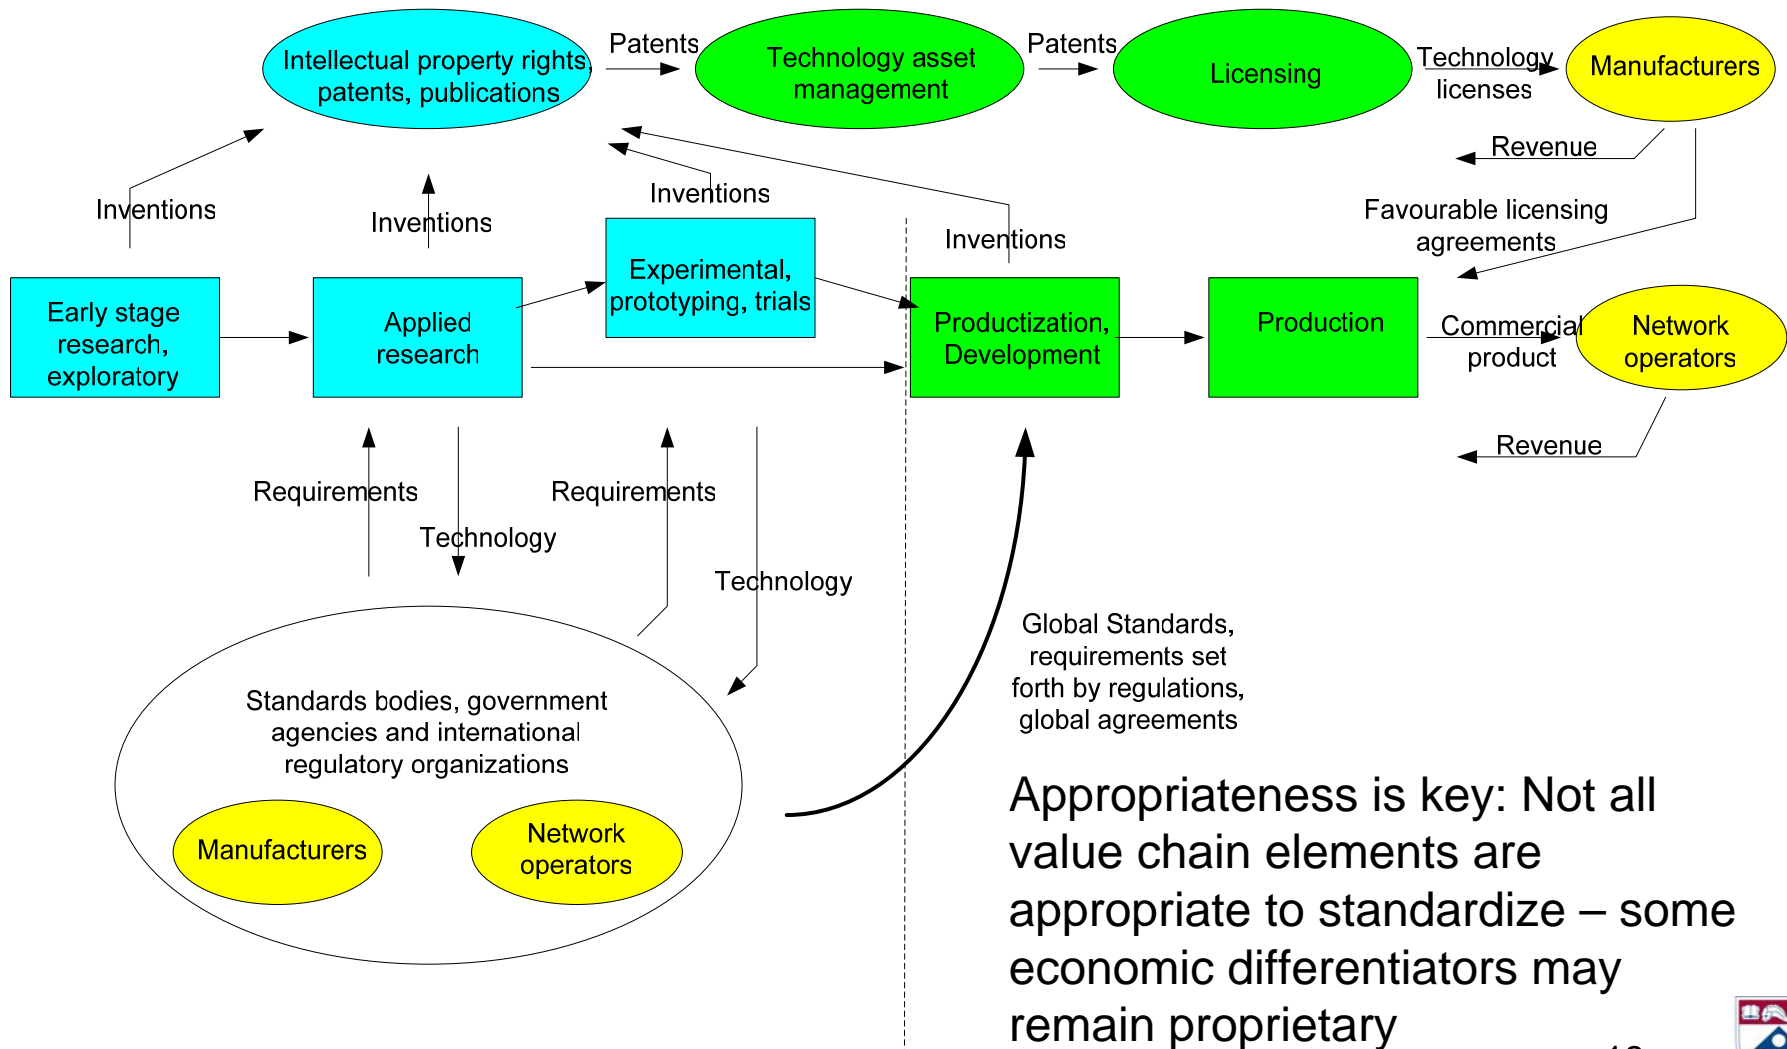 Intellectual property rights,
patents, publications
Patents
Technology asset
management
Patents
Licensing
Technology
licenses
Manufacturers
Revenue
Favourable licensing
agreements
Inventions
Inventions
Inventions
Inventions
Early stage
research,
exploratory
Applied
research
Experimental,
prototyping, trials
Productization,
Development
Production
Commercial
product
Network
operators
Revenue
Requirements
Technology
Requirements
Technology
Standards bodies, government
agencies and international
regulatory organizations
Manufacturers
Network
operators
Global Standards,
requirements set
forth by regulations,
global agreements
Appropriateness is key: Not all
value chain elements are
appropriate to standardize – some
economic differentiators may
remain proprietary